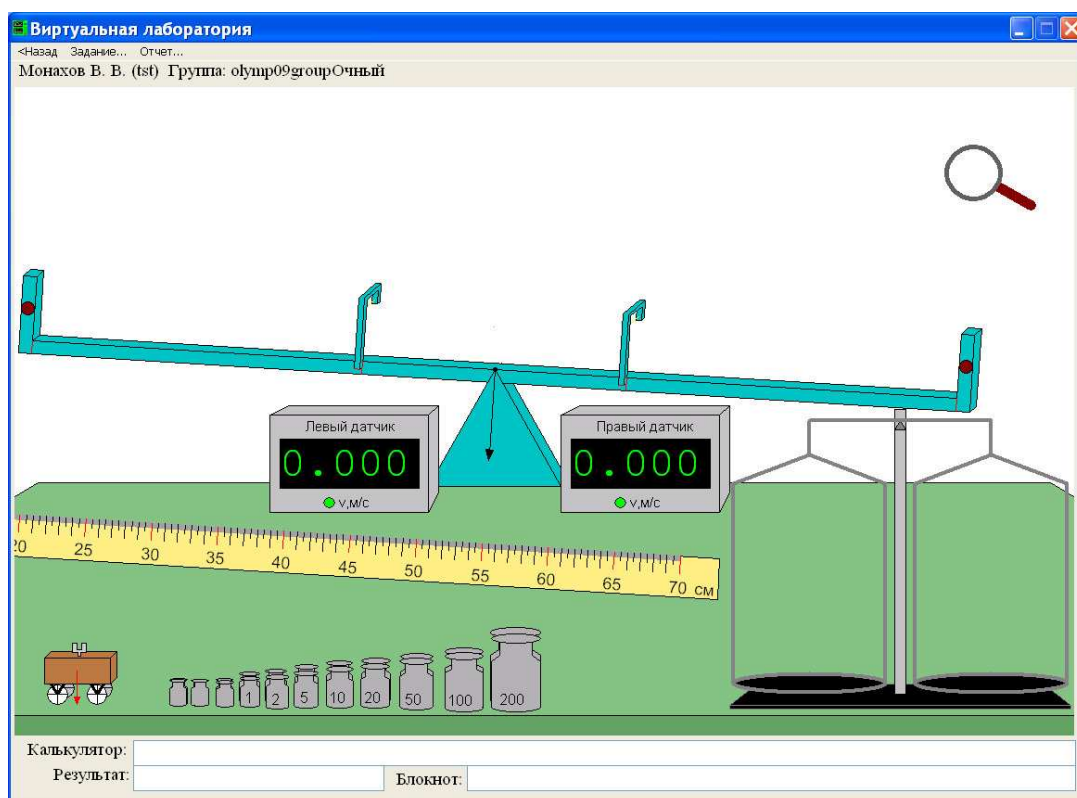 Виртуальная лаборатория
<Назад Задание... Отчет...
Монахов В. В. (tst) Группа: olymp09groupОчный
Левый датчик
0.000
v,м/с
Правый датчик
0.000
v,м/с
20 25 30 35 40 45 50 55 60 65 70 см
1 2 5 10 20 50 100 200
Калькулятор:
Результат:
Блокнот: